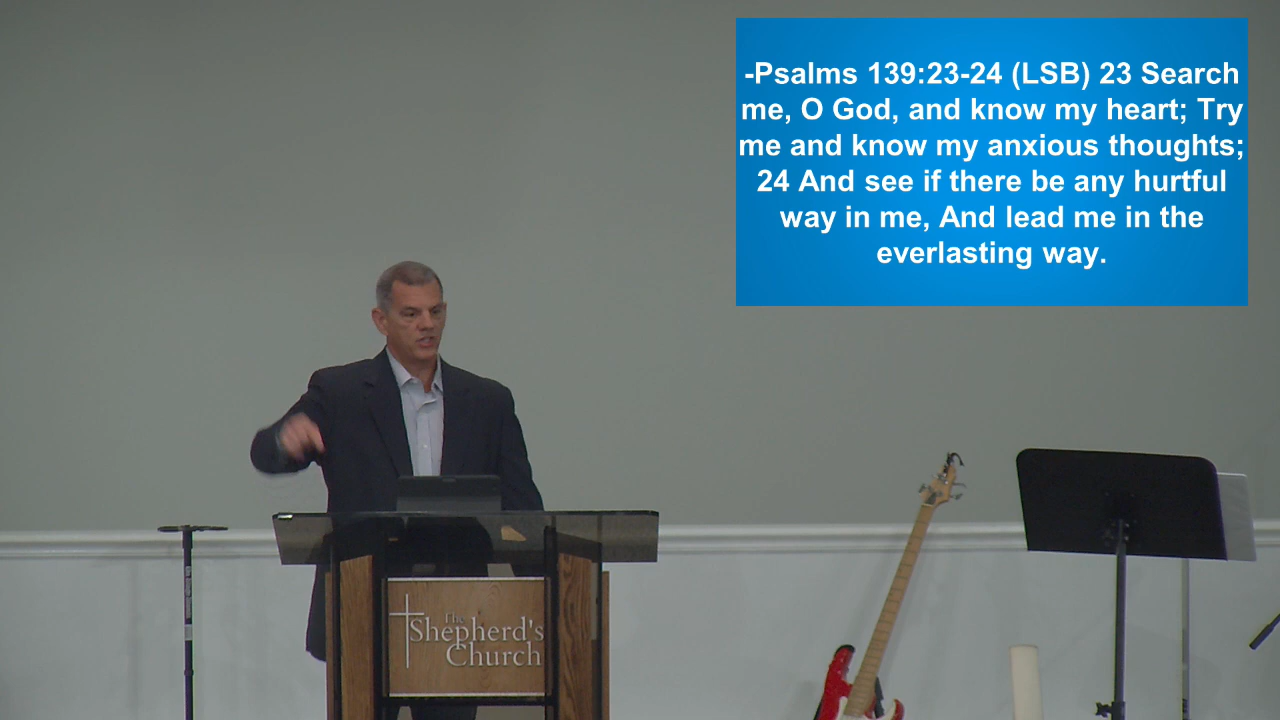 -Psalms 139:23-24 (LSB) 23 Search
me, O God, and know my heart; Try
me and know my anxious thoughts;
24 And see if there be any hurtful
way in me, And lead me in the
everlasting way.
The
Shepherd's
Church